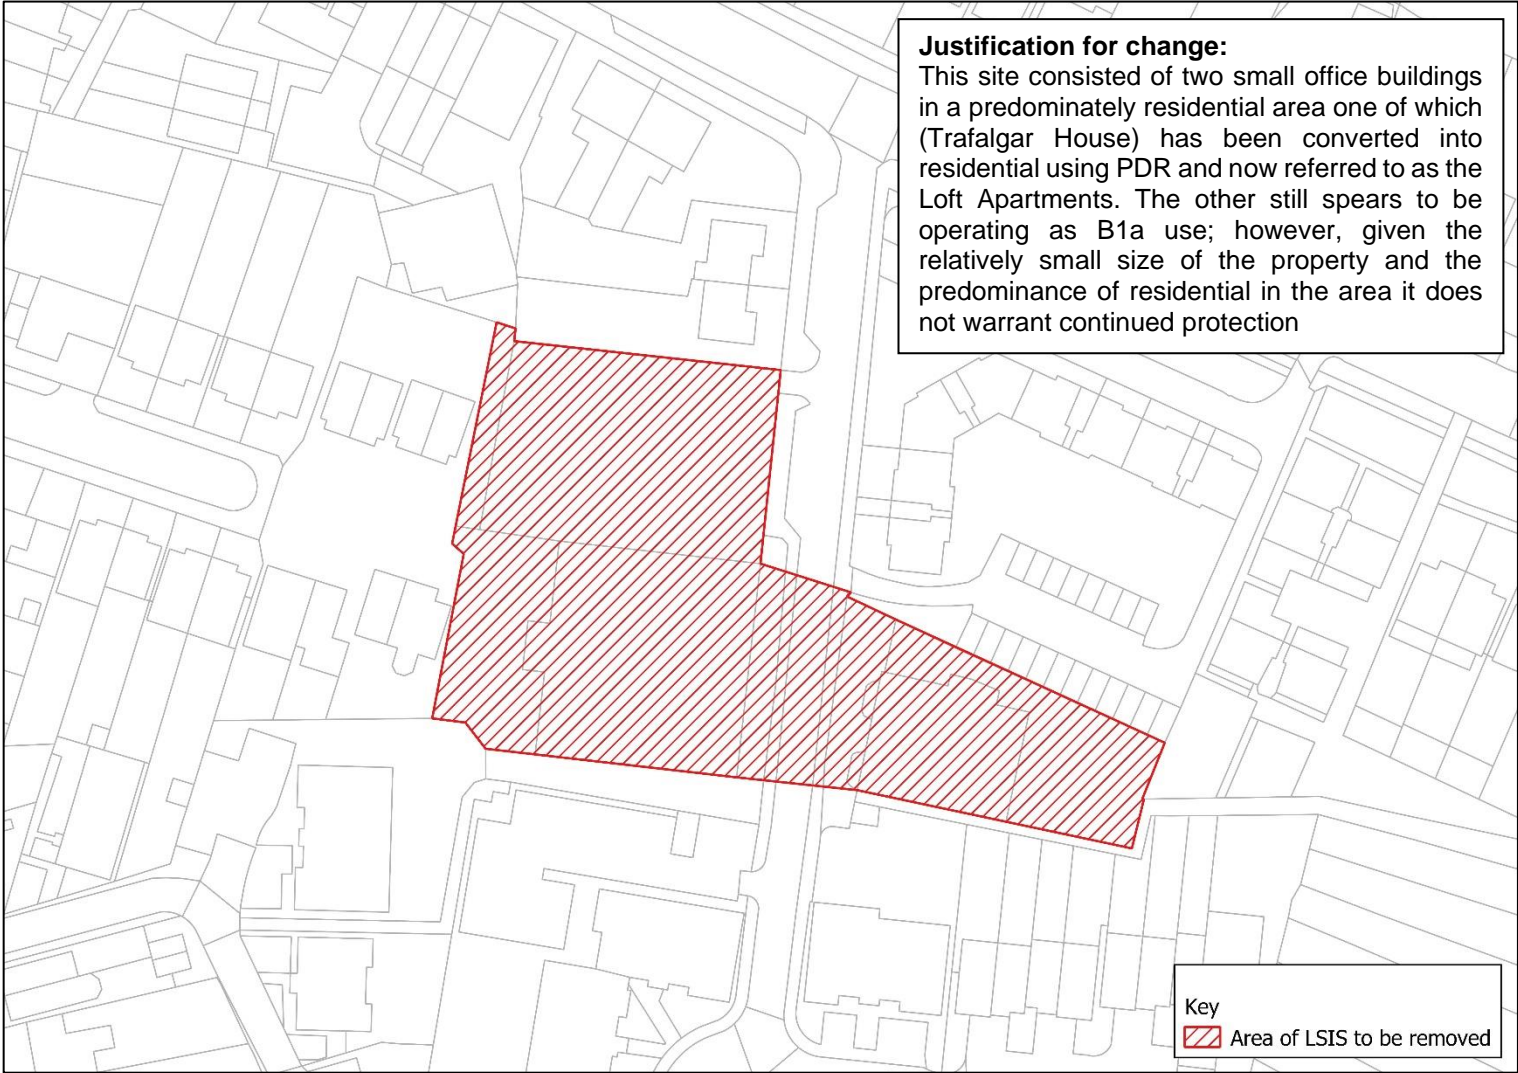 Justification for change:
This site consisted of two small office buildings
in a predominately residential area one of which
(Trafalgar House) has been converted into
residential using PDR and now referred to as the
Loft Apartments. The other still spears to be
operating as B1a use; however, given the
relatively small size of the property and the
predominance of residential in the area it does
not warrant continued protection
Key
Area of LSIS to be removed